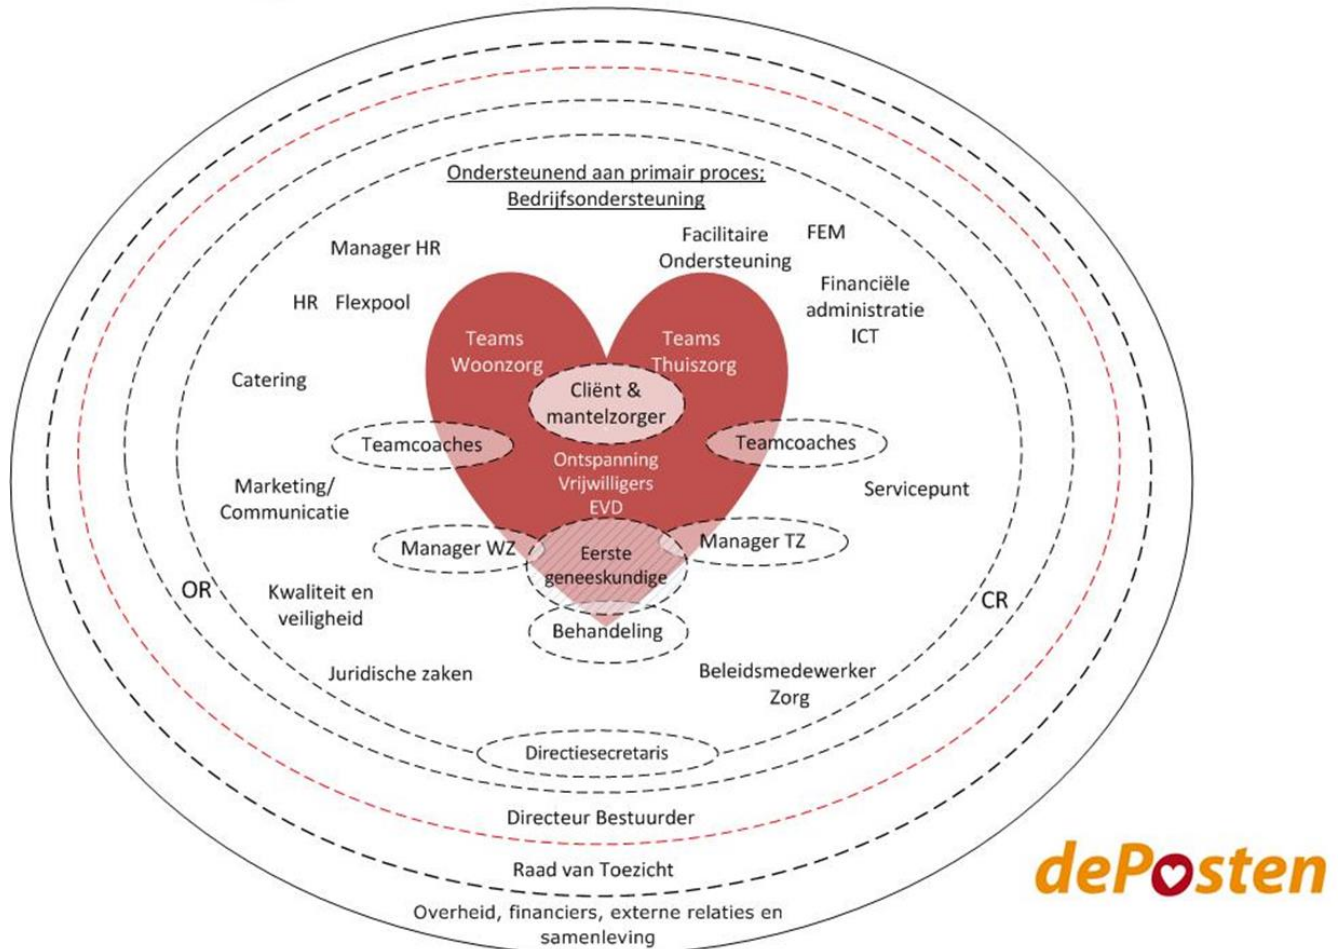 Ondersteunend aan primair proces;
Bedrijfsondersteuning
Manager HR
Facilitaire
Ondersteuning
FEM
HR Flexpool
Financiële
administratie
ICT
Teams
Woonzorg
Teams
Thuiszorg
Catering
Cliënt &
mantelzorger
Teamcoaches
Teamcoaches
Ontspanning
Vrijwilligers
EVD
Marketing/
Communicatie
Servicepunt
Manager WZ
Eerste
geneeskundige
Manager TZ
OR
Kwaliteit en
veiligheid
CR
Behandeling
Juridische zaken
Beleidsmedewerker
Zorg
Directiesecretaris
Directeur Bestuurder
Raad van Toezicht
Overheid, financiers, externe relaties en
samenleving
dePosten